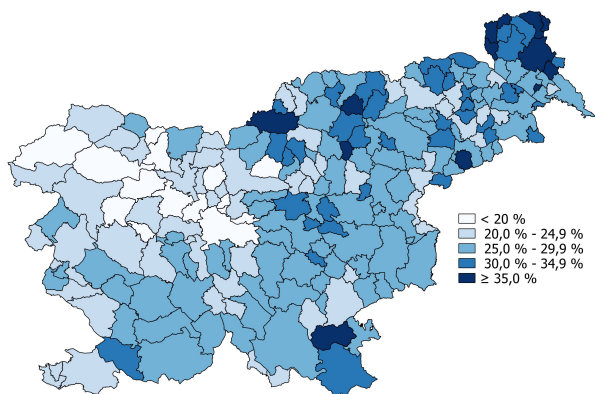 < 20 %
20,0 % - 24,9 %
25,0 % - 29,9 %
30,0 % - 34,9 %
≥ 35,0 %